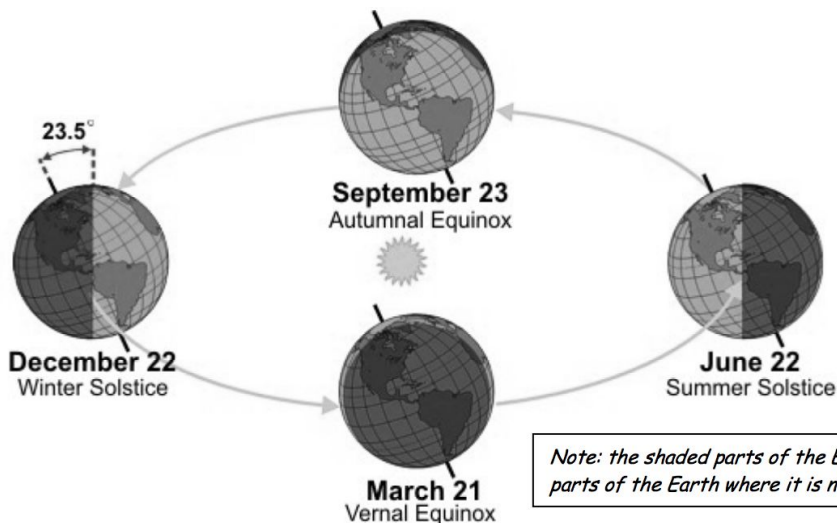 September 23
Autumnal Equinox
23.5°
December 22
Winter Solstice
June 22
Summer Solstice
March 21
Vernal Equinox
Note: the shaded parts of the
parts of the Earth where it is